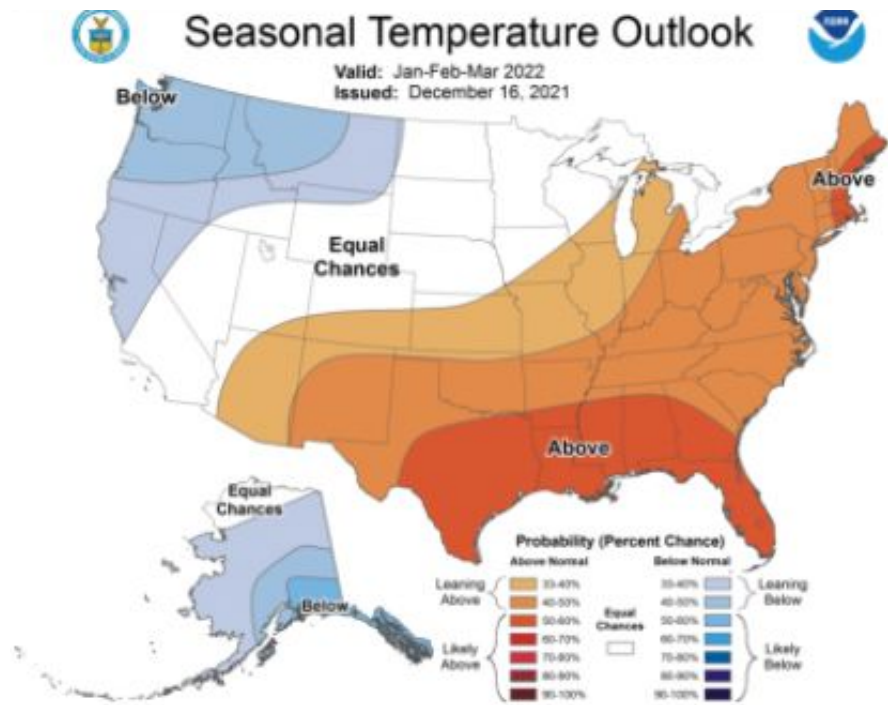 Seasonal Temperature Outlook
Valid: Jan-Feb-Mar 2022
Issued: December 16, 2021
Below
Above
Equal
Chances
Above
Equal
Chances
Below
Probability (Percent Chance)
Above Normal
Below Normal
Leaning
Above
33-40%
40-50%
Likely
Above
50-60%
60-70%
70-80%
80-90%
90-100%
Equal
Chances
33-40%
40-50%
Leaning
Below
50-60%
60-70%
70-80%
80-90%
90-100%
Likely
Below